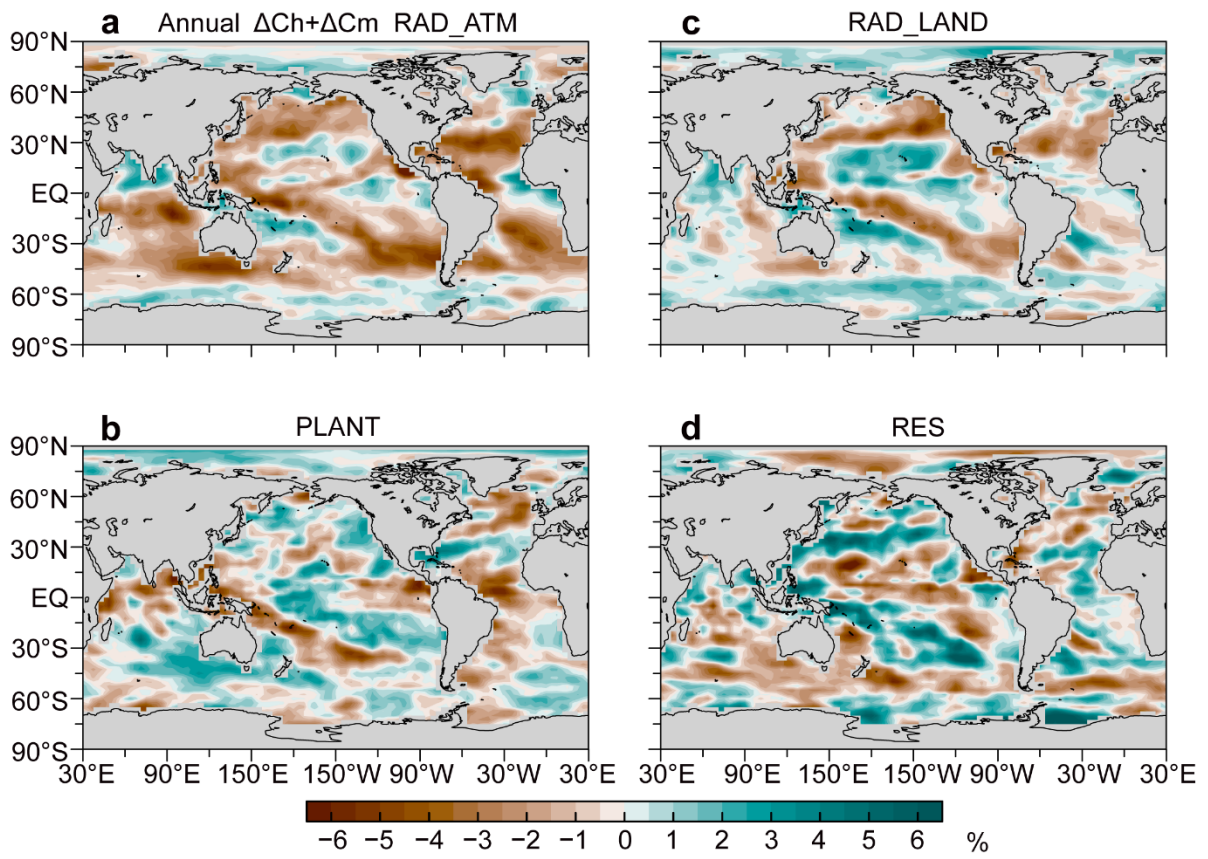 a Annual ΔCh+ΔCm RAD_ATM
90°N
60°N
30°N
EQ
30°S
60°S
90°S
c RAD_LAND
b PLANT
90°N
60°N
30°N
EQ
30°S
60°S
90°S
30°E 90°E 150°E 150°W 90°W 30°W 30°E
d RES
30°E 90°E 150°E 150°W 90°W 30°W 30°E
−6 −5 −4 −3 −2 −1 0 1 2 3 4 5 6 %